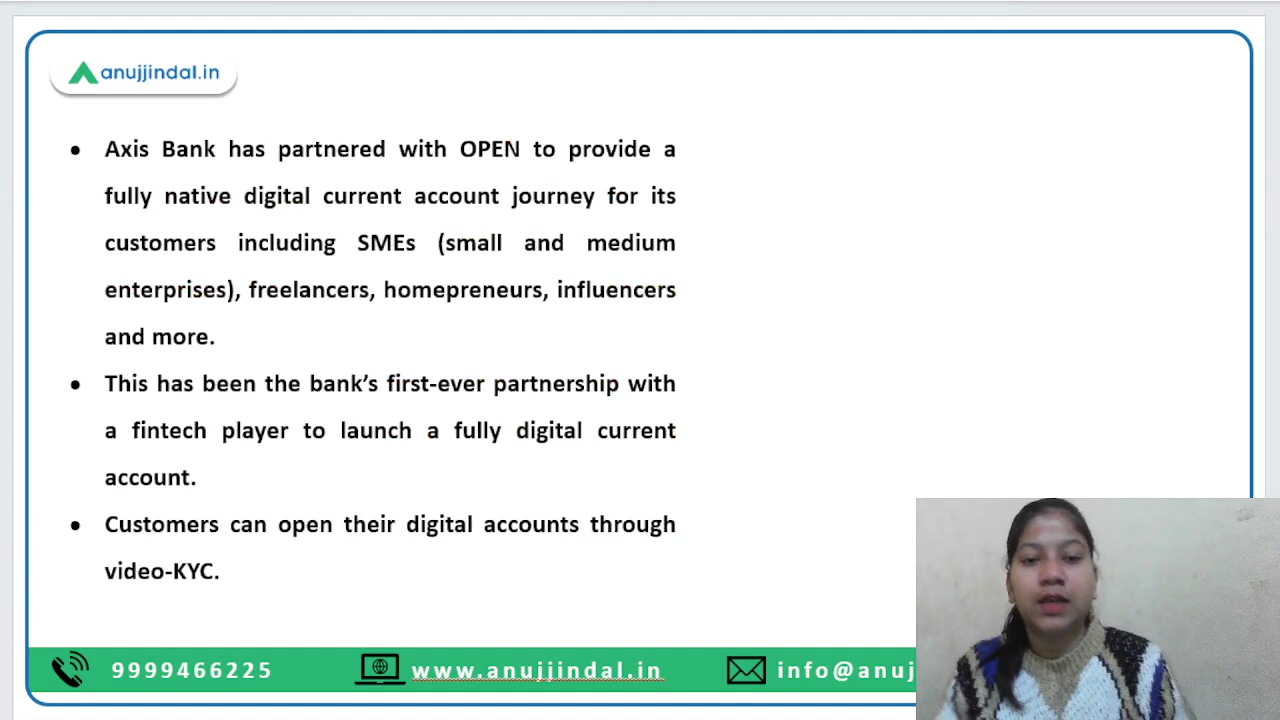 anujjindal.in
• Axis Bank has partnered with OPEN to provide a
fully native digital current account journey for its
customers including SMEs (small and medium
enterprises), freelancers, homepreneurs, influencers
and more.
• This has been the bank’s first-ever partnership with
a fintech player to launch a fully digital current
account.
• Customers can open their digital accounts through
video-KYC.
9999466225 www.anujjindal.in info@anuj